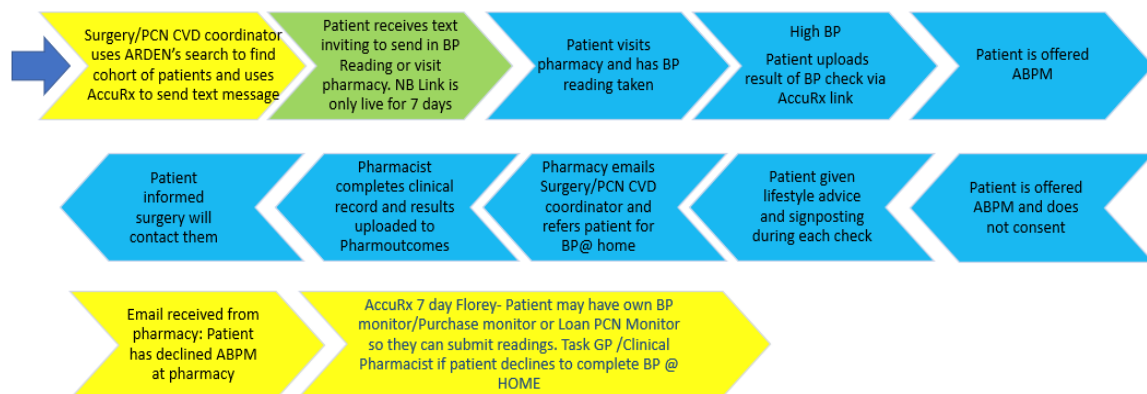 Surgery/PCN CVD coordinator
uses ARDEN's search to find
cohort of patients and uses
AccuRx to send text message
Patient receives text
inviting to send in BP
Reading or visit
pharmacy. NB Link is
only live for 7 days
Patient visits
pharmacy and has BP
reading taken
High BP
Patient uploads
result of BP check via
AccuRx link
Patient is offered
ABPM
Patient
informed
surgery will
contact them
Pharmacist
completes clinical
record and results
uploaded to
Pharmoutcomes
Pharmacy emails
Surgery/PCN CVD
coordinator and
refers patient for
BP@ home
Patient given
lifestyle advice
and signposting
during each check
Patient is offered
ABPM and does
not consent
Email received from
pharmacy: Patient
has declined ABPM
at pharmacy
AccuRx 7 day Florey- Patient may have own BP
monitor/Purchase monitor or Loan PCN Monitor
so they can submit readings. Task GP /Clinical
Pharmacist if patient declines to complete BP @
HOME